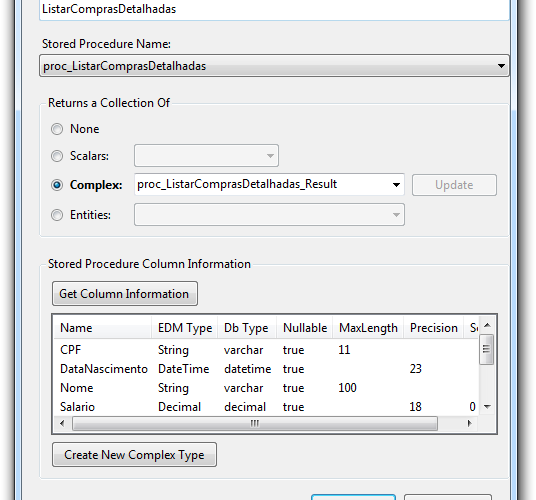 ListarComprasDetalhadas
Stored Procedure Name:
proc_ListarComprasDetalhadas
Returns a Collection Of
None
Scalars:
Complex: proc_ListarComprasDetalhadas_Result Update
Entities:
Stored Procedure Column Information
Get Column Information
Name EDM Type Db Type Nullable MaxLength Precision
CPF String varchar true 11
DataNascimento DateTime datetime true 23
Nome String varchar true 100
Salario Decimal decimal true 18 0
Create New Complex Type